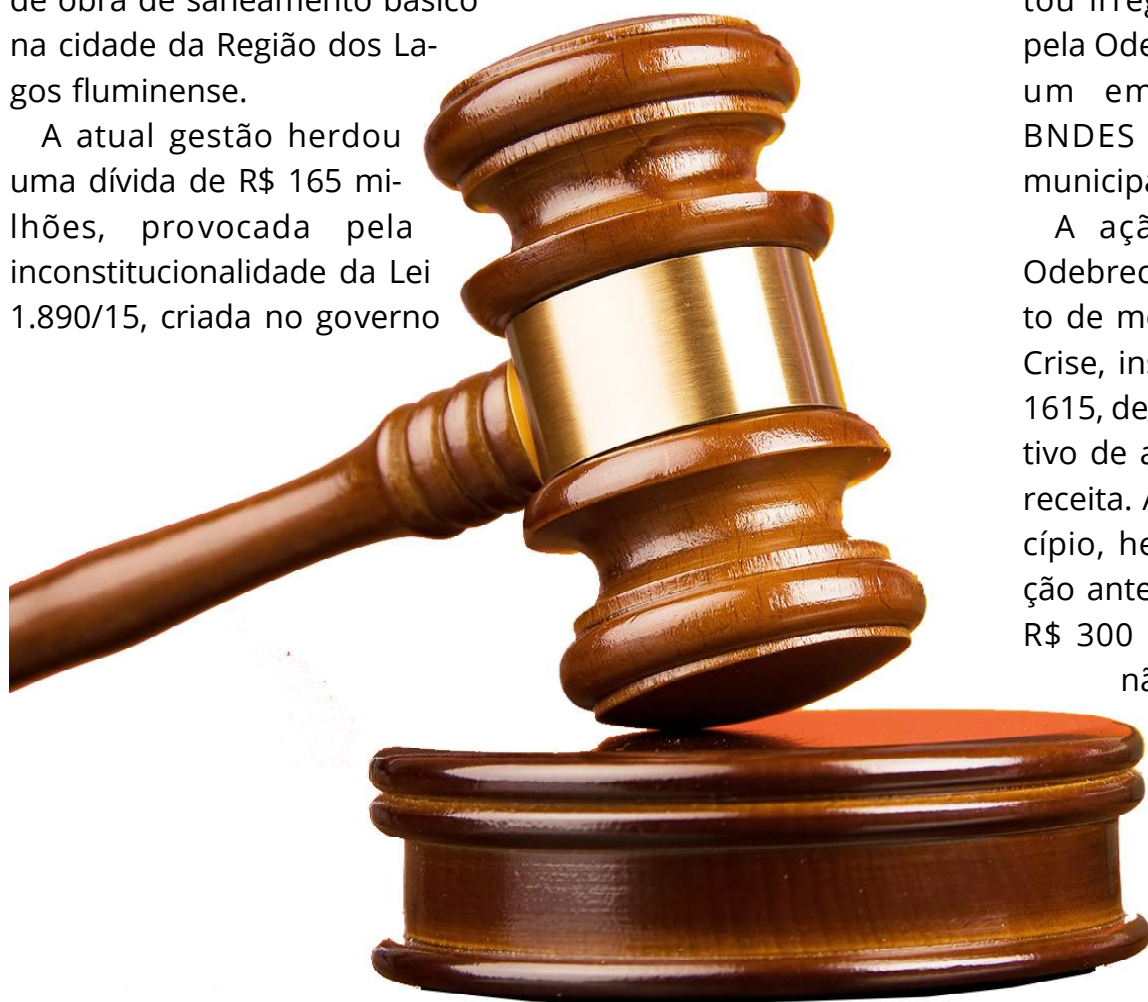 de obra de saneamento básico
na cidade da Região dos La-
gos fluminense.
A atual gestão herdou
uma dívida de R$ 165 mi-
lhões, provocada pela
inconstitucionalidade da Lei
1.890/15, criada no governo
tou irreg
pela Ode
um em
BNDES
municipa
A açã
Odebrec
to de m
Crise, in
1615, de
tivo de a
receita.
cípio, he
ção ante
R$ 300
nã